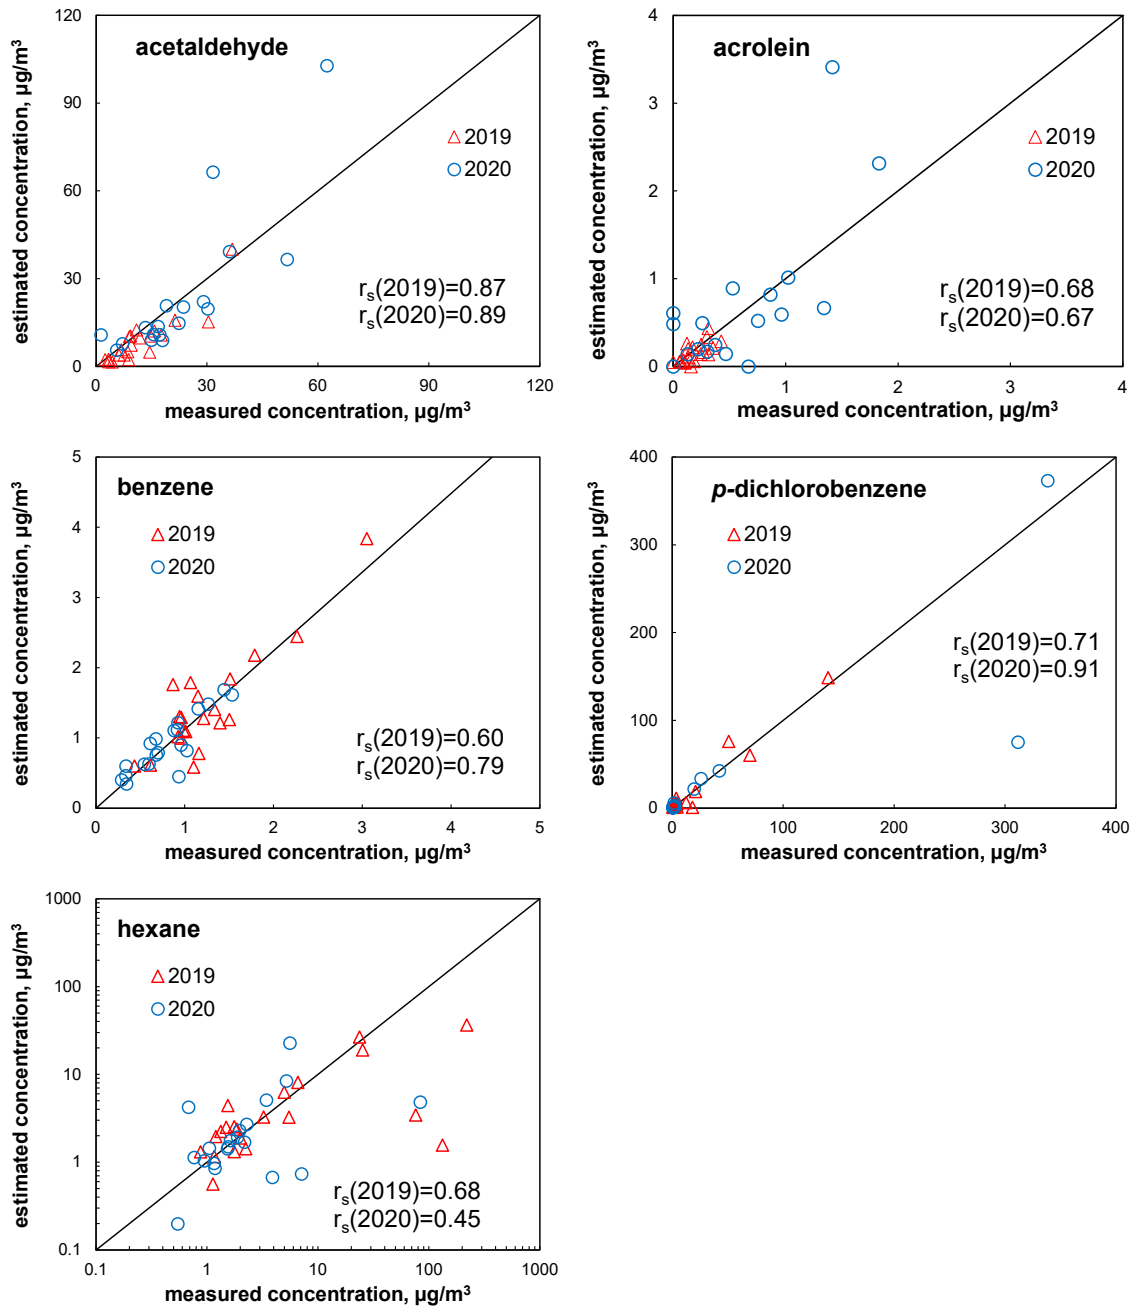 acetaldehyde
estimated concentration, µg/m³
120
90
60
30
0
2019
2020
rs(2019)=0.87
rs(2020)=0.89
0 30 60 90 120
measured concentration, µg/m³
acrolein
estimated concentration, µg/m³
4
3
2
1
0
2019
2020
rs(2019)=0.68
rs(2020)=0.67
0 1 2 3 4
measured concentration, µg/m³
benzene
estimated concentration, µg/m³
5
4
3
2
1
0
2019
2020
rs(2019)=0.60
rs(2020)=0.79
0 1 2 3 4 5
measured concentration, µg/m³
p-dichlorobenzene
estimated concentration, µg/m³
400
300
200
100
0
2019
2020
rs(2019)=0.71
rs(2020)=0.91
0 100 200 300 400
measured concentration, µg/m³
hexane
estimated concentration, µg/m³
1000
100
10
1
0.1
2019
2020
rs(2019)=0.68
rs(2020)=0.45
0.1 1 10 100 1000
measured concentration, µg/m³